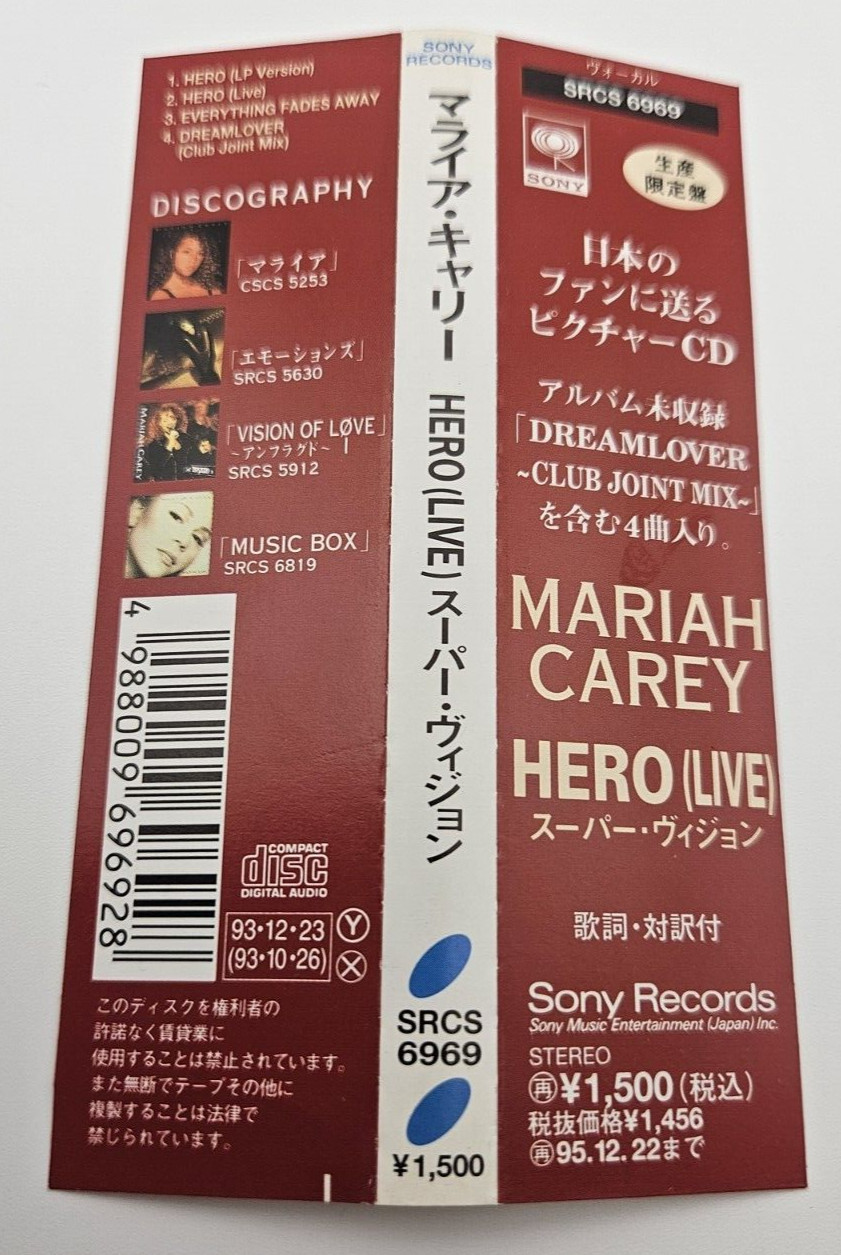 1. HERO (LP Version)
2. HERO (Live)
3. EVERYTHING FADES AWAY
4. DREAMLOVER
(Club Joint Mix)
DISCOGRAPHY
「マライア」
CSCS 5253
「エモーションズ」
SRCS 5630
MARIAH CAREY
「VISION OF LØVE」
~アンプラグド~
SRCS 5912
「MUSIC BOX」
SRCS 6819
4 988009 696928
COMPACT
disc
DIGITAL AUDIO
93・12・23 Y
(93・10・26) X
このディスクを権利者の
許諾なく賃貸業に
使用することは禁止されています。
また無断でテープその他に
複製することは法律で
禁じられています。
SONY
RECORDS
マライア・キャリー HERO(LIVE)スーパー・ヴィジョン
SRCS
6969
¥1,500
ヴォーカル
SRCS 6969
SONY
生産
限定盤
日本の
ファンに送る
ピクチャーCD
アルバム未収録
「DREAMLOVER
~CLUB JOINT MIX~」
を含む4曲入り。
MARIAH
CAREY
HERO (LIVE)
スーパー・ヴィジョン
歌詞・対訳付
Sony Records
Sony Music Entertainment (Japan) Inc.
STEREO
再¥1,500(税込)
税抜価格¥1,456
再95.12.22まで